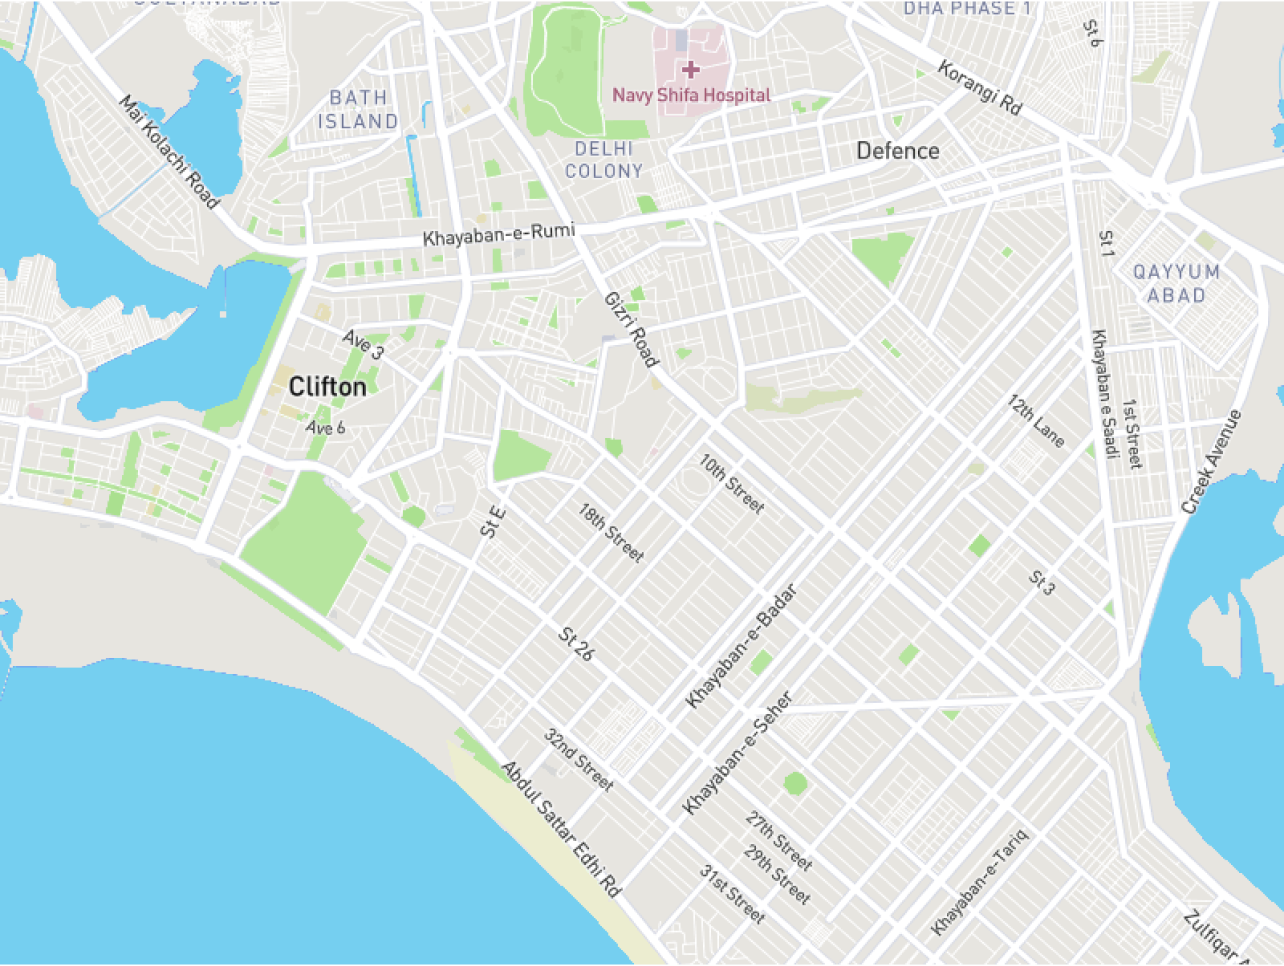 SULTANABAD
DHA PHASE 1
St 6
Korangi Rd
Navy Shifa Hospital
BATH
ISLAND
Mai Kolachi Road
DELHI
COLONY
Defence
Khayaban-e-Rumi
St 1
QAYYUM
ABAD
Gizri Road
Ave 3
Clifton
Ave 6
Khayaban e Saadi
12th Lane
1st Street
Creek Avenue
10th Street
18th Street
St E
St 3
St 26
Khayaban-e-Badar
Khayaban-e-Seher
32nd Street
Abdul Sattar Edhi Rd
27th Street
29th Street
31st Street
Khayaban-e-Tariq
Zulfiqar A